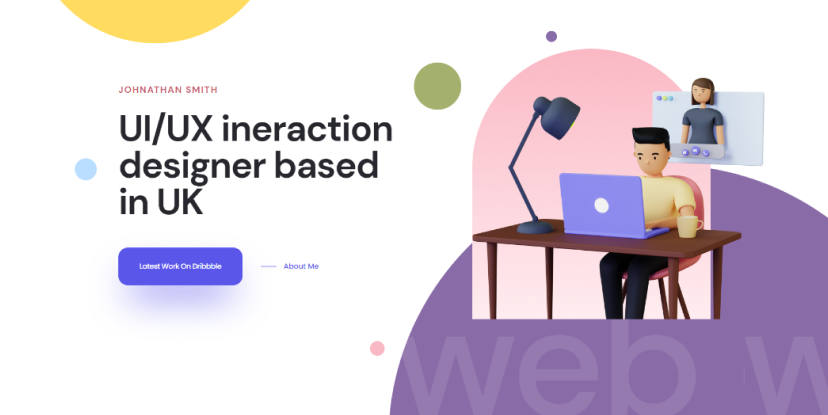 JOHNATHAN SMITH
UI/UX ineraction
designer based
in UK
Latest Work On Dribbble
About Me
web w